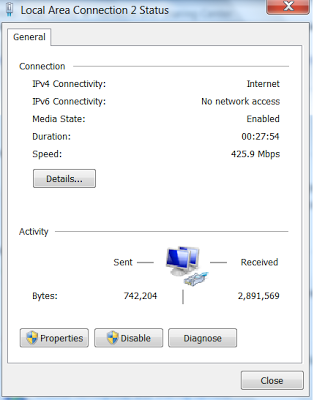 Local Area Connection 2 Status
General
Connection
IPv4 Connectivity: Internet
IPv6 Connectivity: No network access
Media State: Enabled
Duration: 00:27:54
Speed: 425.9 Mbps
Details...
Activity
Sent Received
Bytes: 742,204 2,891,569
Properties Disable Diagnose
Close